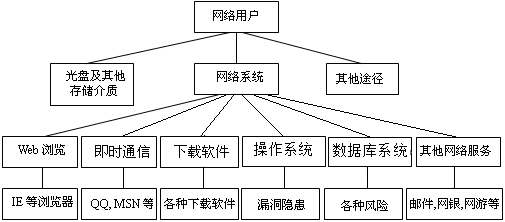 网络用户
光盘及其他
存储介质
网络系统
其他途径
Web 浏览
即时通信
下载软件
操作系统
数据库系统
其他网络服务
IE 等浏览器
QQ, MSN 等
各种下载软件
漏洞隐患
各种风险
邮件,网银,网游等